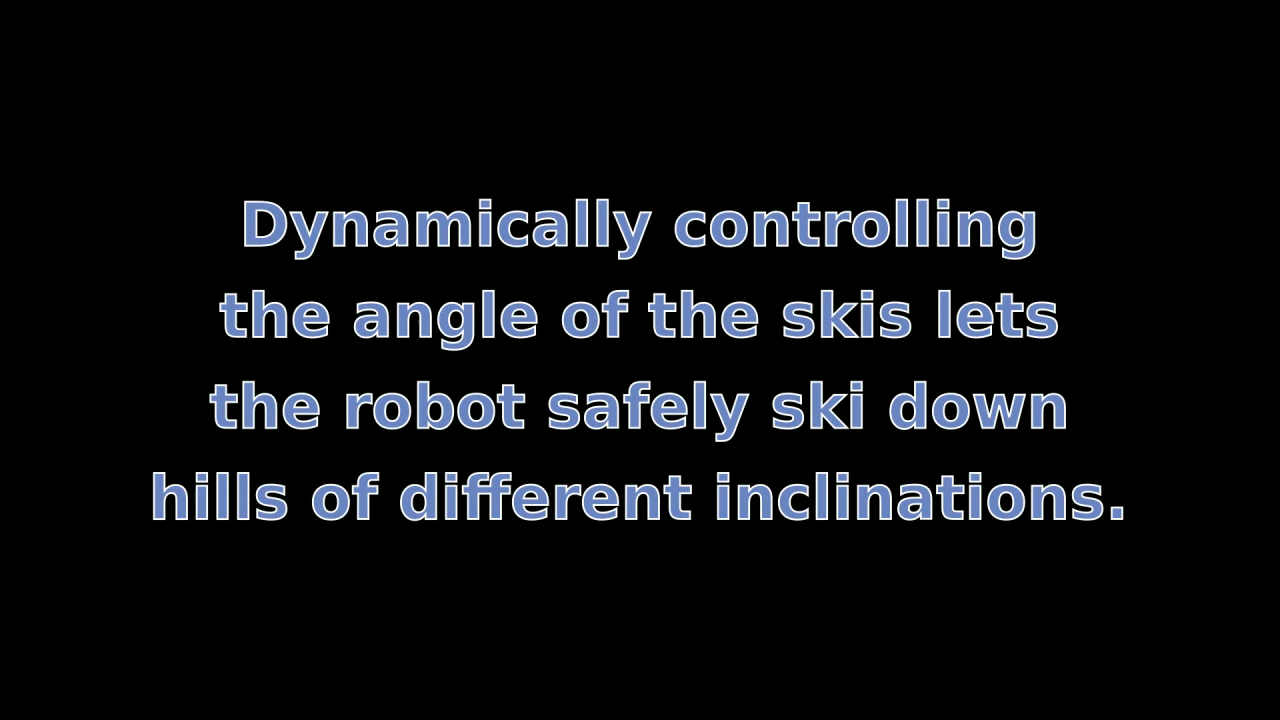 Dynamically controlling
the angle of the skis lets
the robot safely ski down
hills of different inclinations.